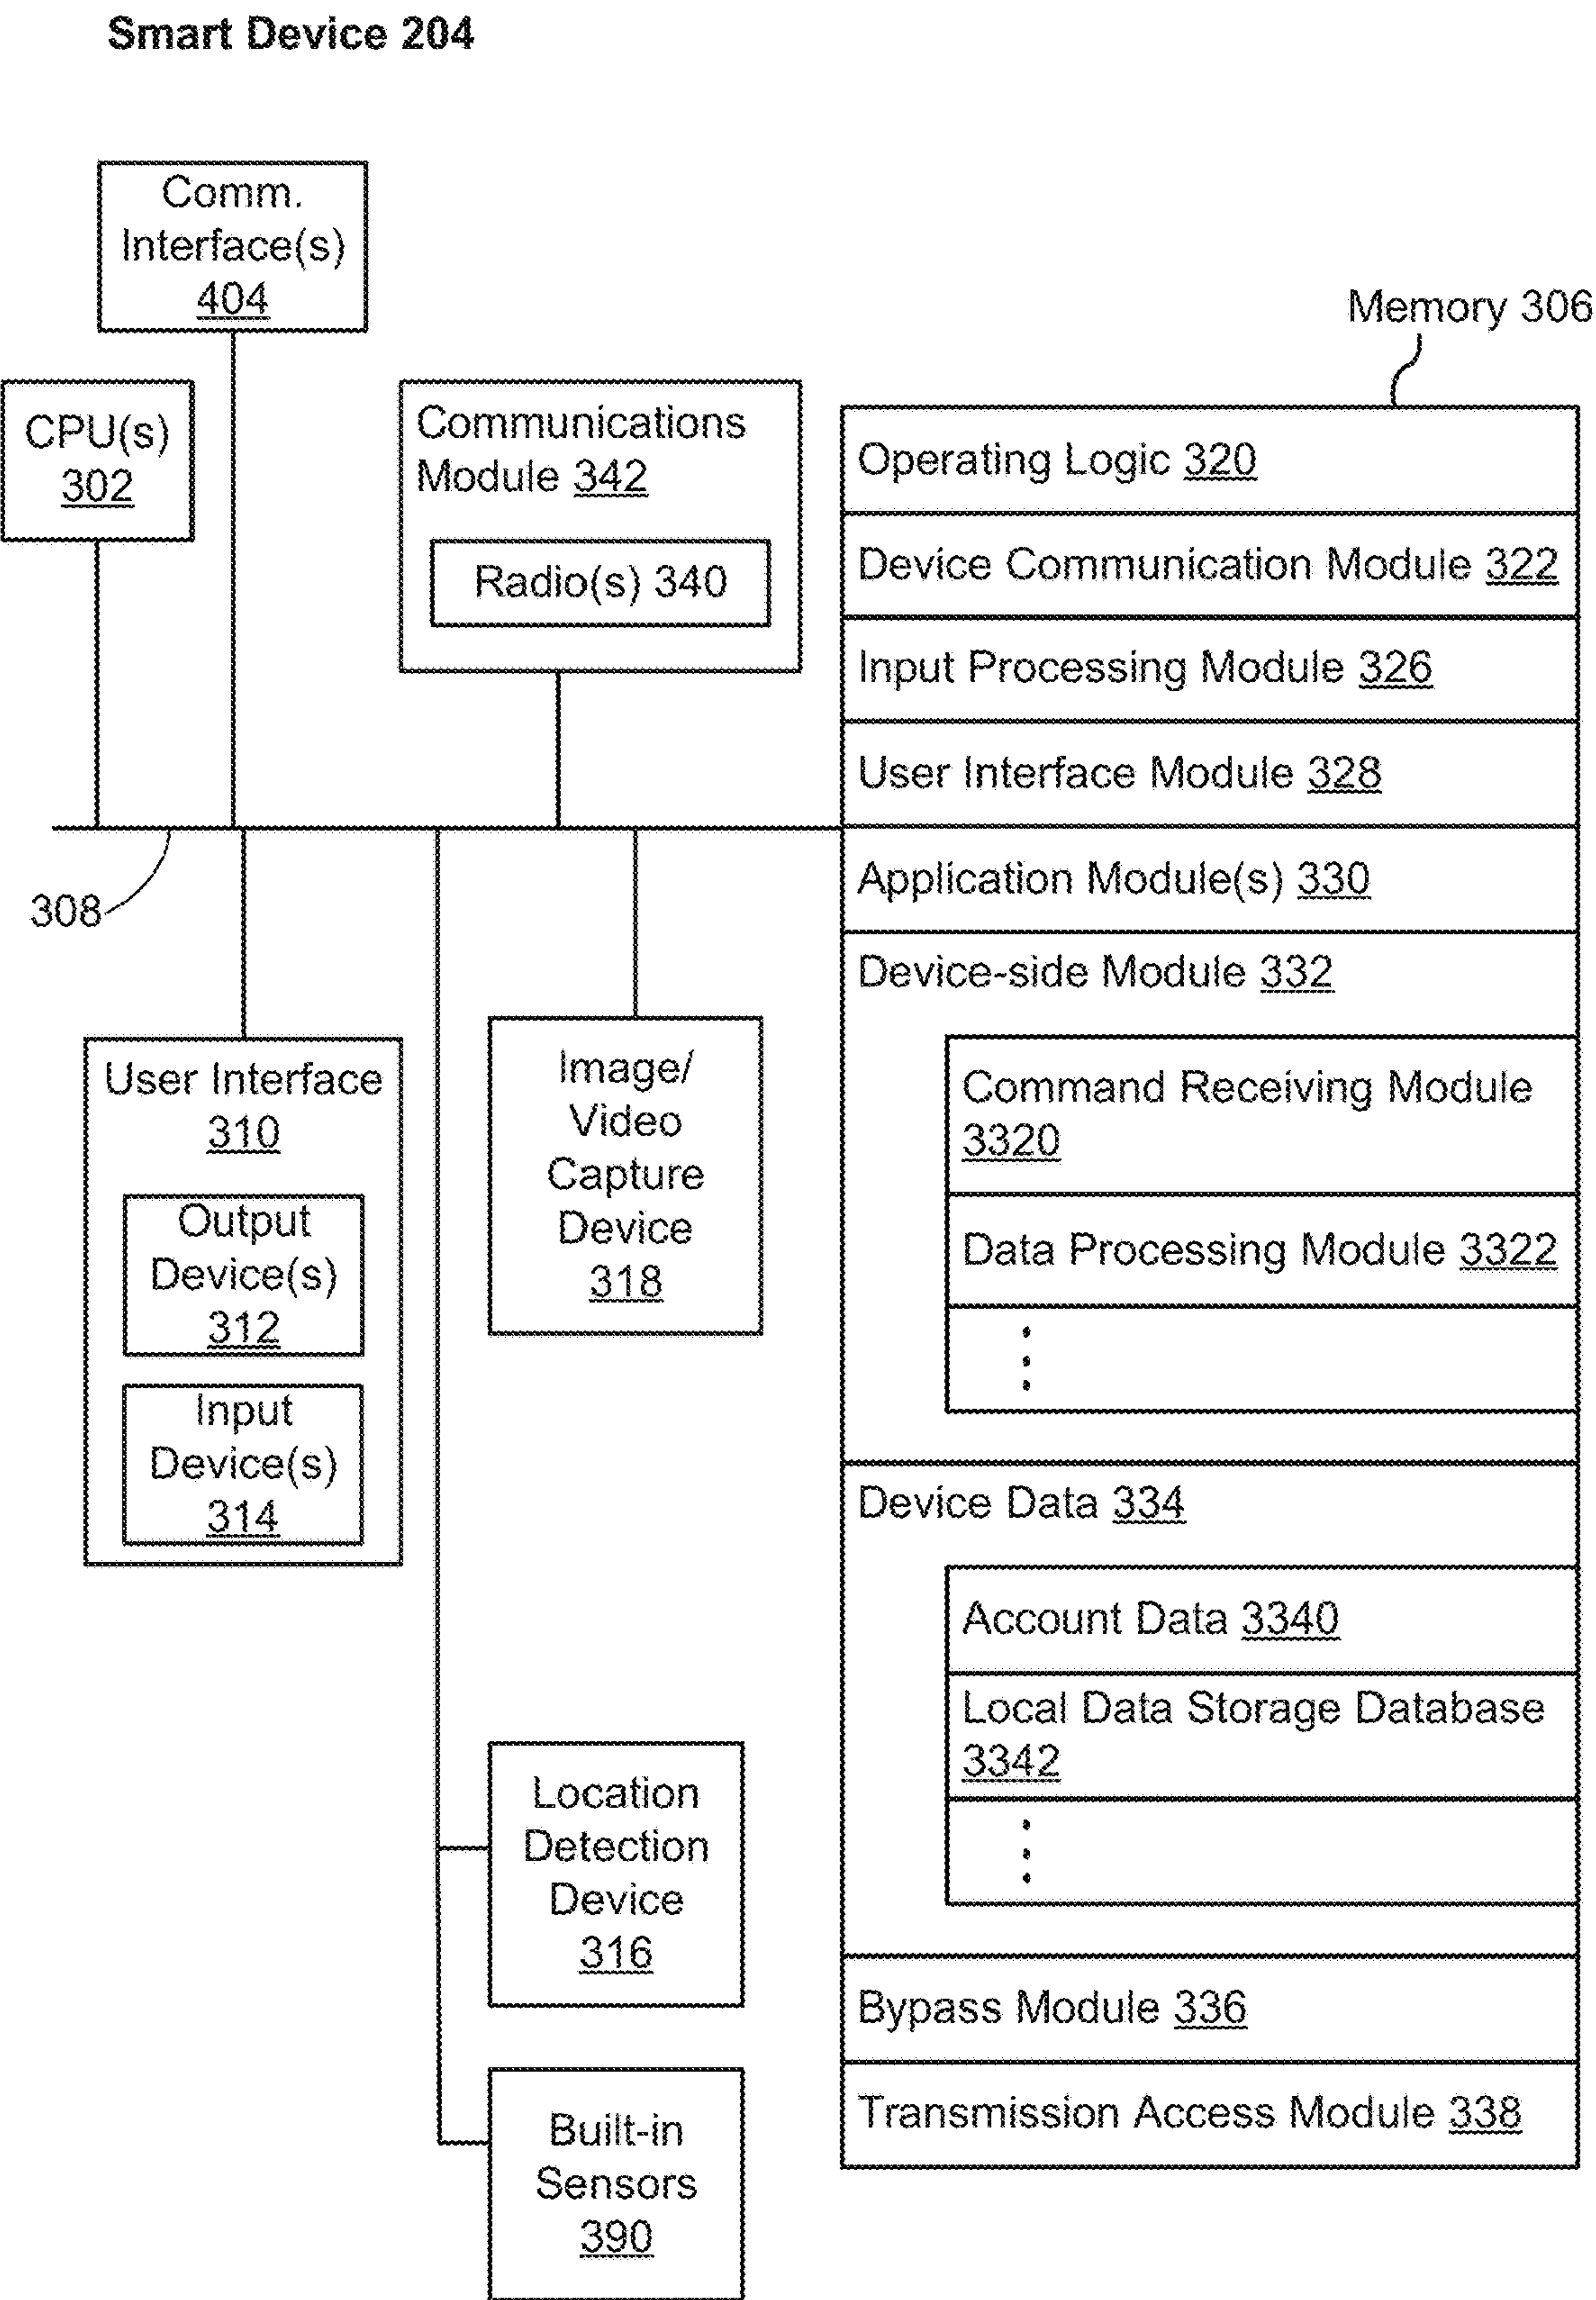 Smart Device 204
Comm.
Interface(s)
404
Memory 306
CPU(s)
302
Communications
Module 342
Radio(s) 340
Operating Logic 320
Device Communication Module 322
Input Processing Module 326
User Interface Module 328
308
Application Module(s) 330
Device-side Module 332
Command Receiving Module
3320
Data Processing Module 3322
User Interface
310
Output
Device(s)
312
Input
Device(s)
314
Image/
Video
Capture
Device
318
Device Data 334
Account Data 3340
Local Data Storage Database
3342
Location
Detection
Device
316
Bypass Module 336
Transmission Access Module 338
Built-in
Sensors
390